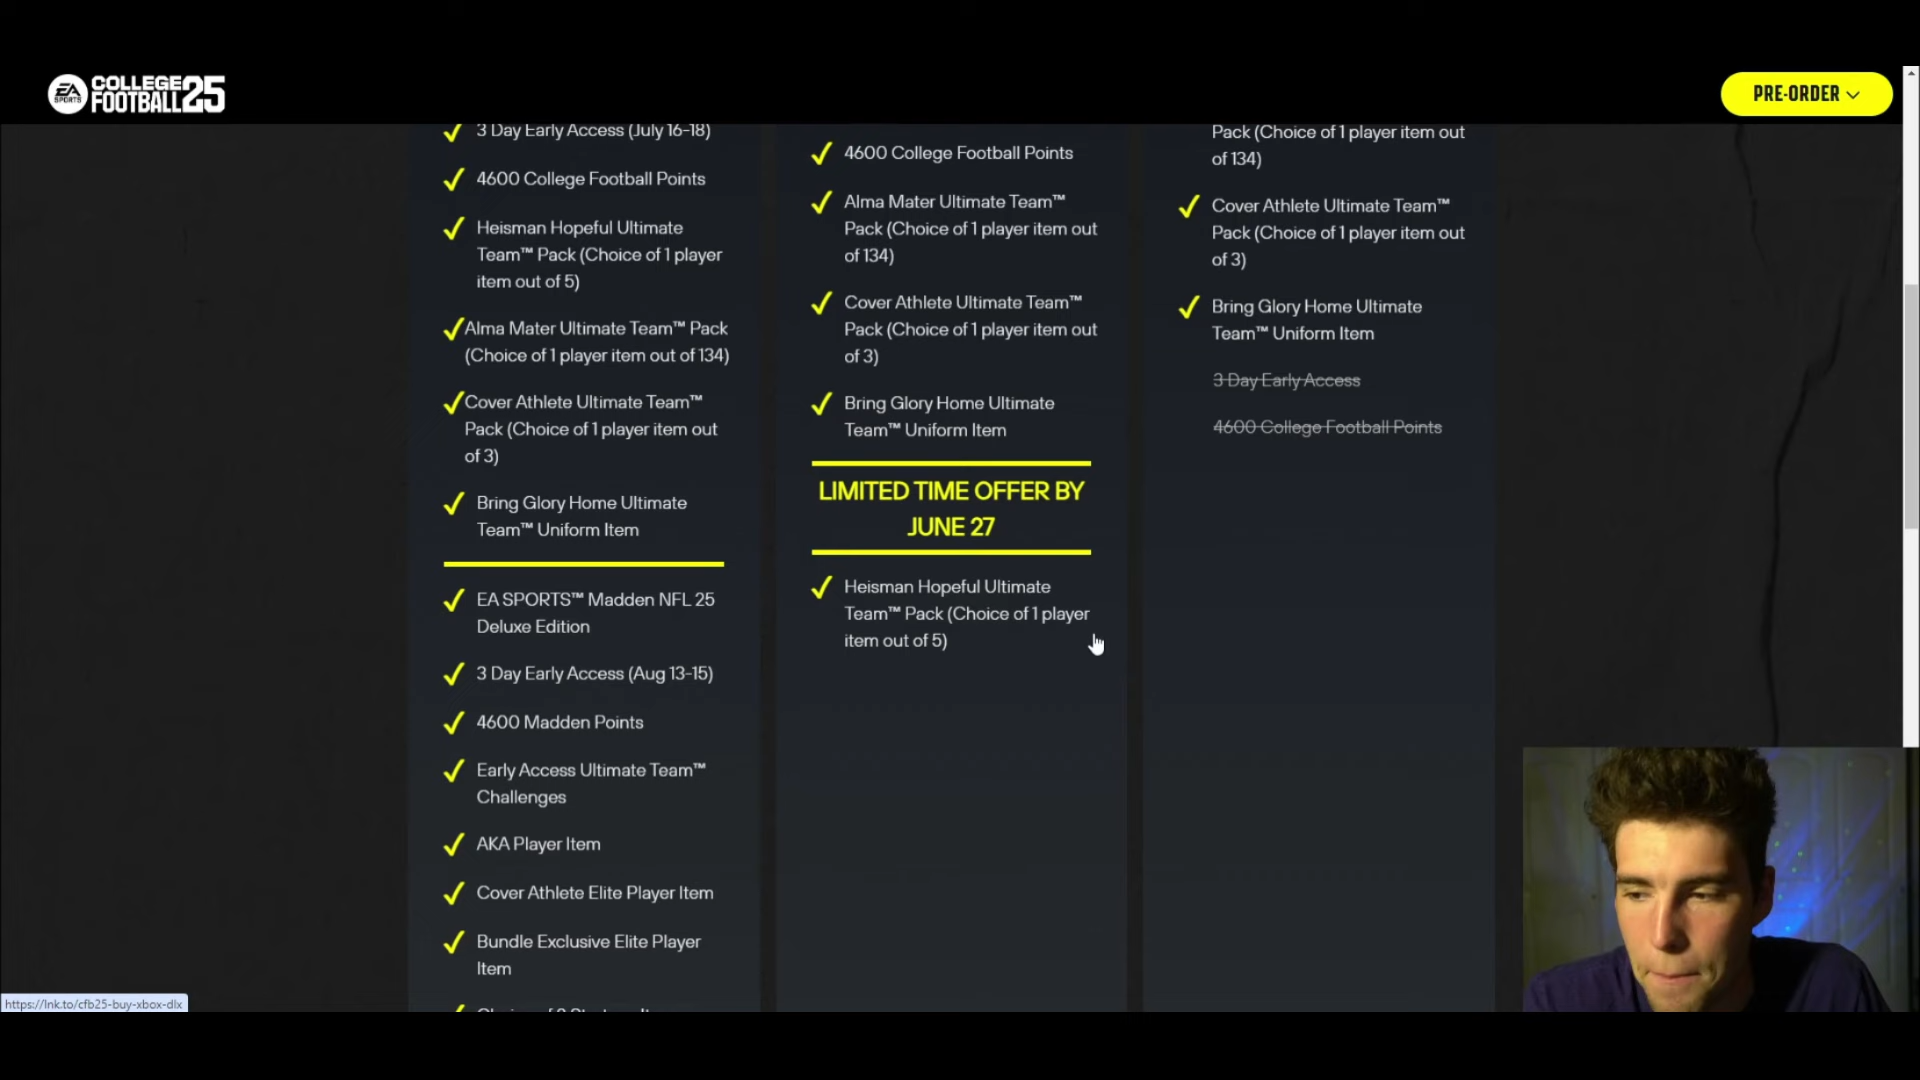 EA SPORTS
COLLEGE
FOOTBALL 25
PRE-ORDER
3 Day Early Access (July 16-18)
4600 College Football Points
Heisman Hopeful Ultimate
Team™ Pack (Choice of 1 player
item out of 5)
Alma Mater Ultimate Team™ Pack
(Choice of 1 player item out of 134)
Cover Athlete Ultimate Team™
Pack (Choice of 1 player item out
of 3)
Bring Glory Home Ultimate
Team™ Uniform Item
EA SPORTS™ Madden NFL 25
Deluxe Edition
3 Day Early Access (Aug 13-15)
4600 Madden Points
Early Access Ultimate Team™
Challenges
AKA Player Item
Cover Athlete Elite Player Item
Bundle Exclusive Elite Player
Item
4600 College Football Points
Alma Mater Ultimate Team™
Pack (Choice of 1 player item out
of 134)
Cover Athlete Ultimate Team™
Pack (Choice of 1 player item out
of 3)
Bring Glory Home Ultimate
Team™ Uniform Item
LIMITED TIME OFFER BY
JUNE 27
Heisman Hopeful Ultimate
Team™ Pack (Choice of 1 player
item out of 5)
Pack (Choice of 1 player item out
of 134)
Cover Athlete Ultimate Team™
Pack (Choice of 1 player item out
of 3)
Bring Glory Home Ultimate
Team™ Uniform Item
3 Day Early Access
4600 College Football Points
https://lnk.to/cfb25-buy-xbox-dlx